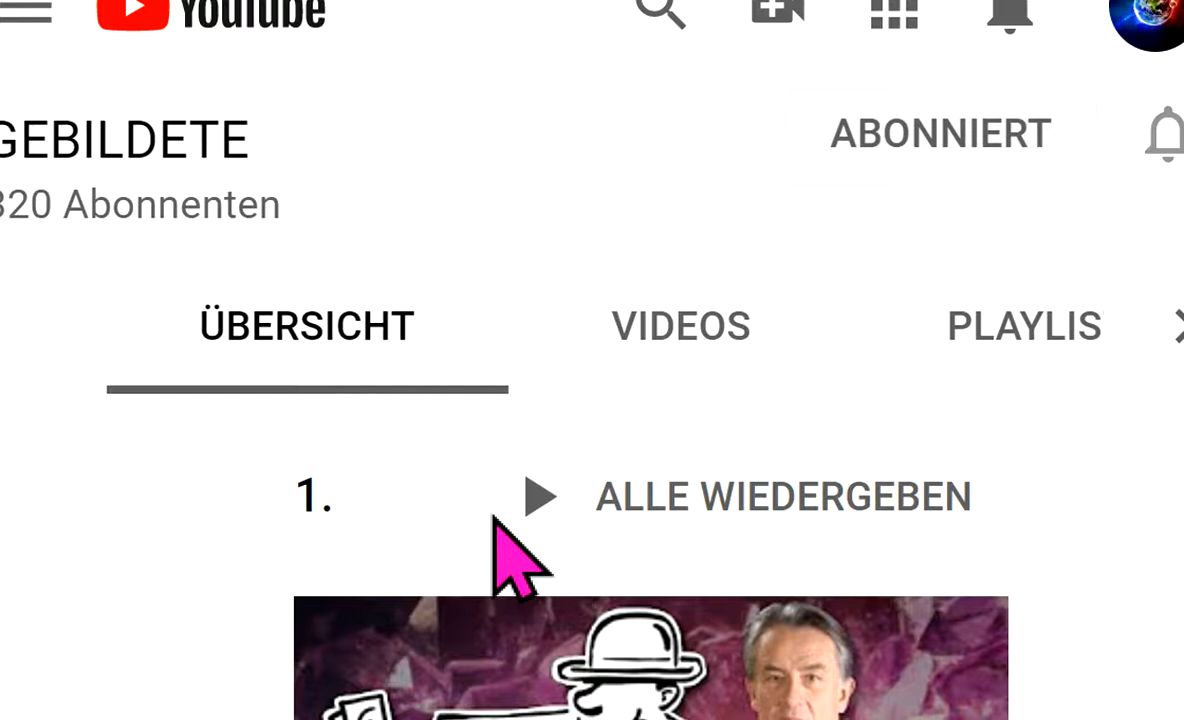 YouTube
GEBILDETE
ABONNIERT
320 Abonnenten
ÜBERSICHT
VIDEOS
PLAYLIS
1.
ALLE WIEDERGEBEN